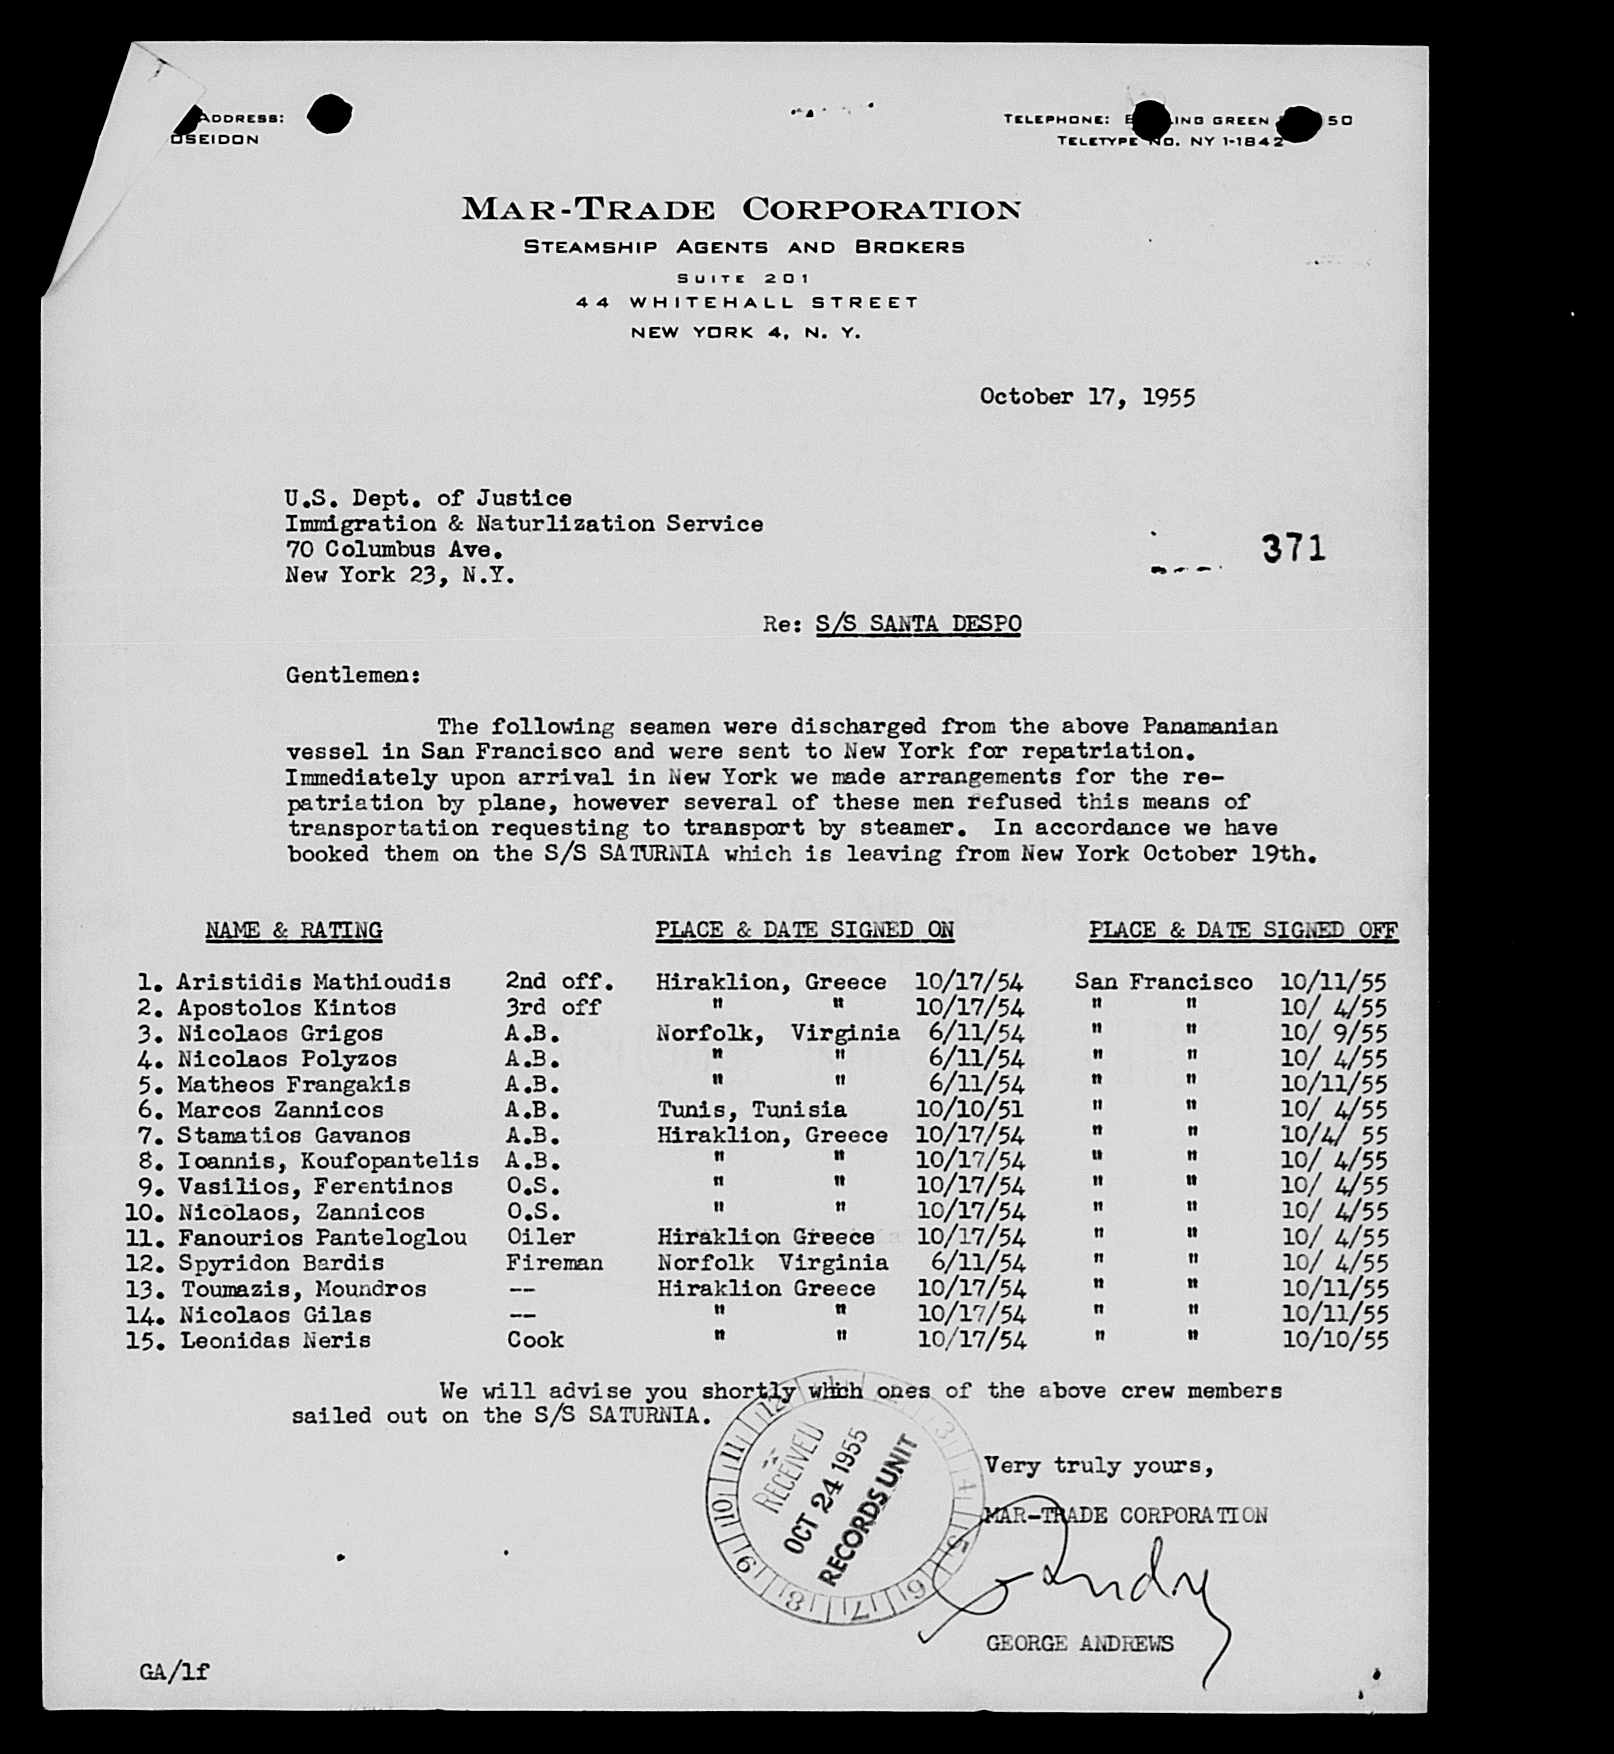 ADDRESS:
OSEIDON
TELEPHONE: ING GREEN 50
TELETYPE NO. NY 1-1842
MAR-TRADE CORPORATION
STEAMSHIP AGENTS AND BROKERS
SUITE 201
44 WHITEHALL STREET
NEW YORK 4, N. Y.
October 17, 1955
U.S. Dept. of Justice
Immigration & Naturlization Service
70 Columbus Ave.
New York 23, N.Y.
371
Re: S/S SANTA DESPO
Gentlemen:
The following seamen were discharged from the above Panamanian
vessel in San Francisco and were sent to New York for repatriation.
Immediately upon arrival in New York we made arrangements for the re-
patriation by plane, however several of these men refused this means of
transportation requesting to transport by steamer. In accordance we have
booked them on the S/S SATURNIA which is leaving from New York October 19th.
NAME & RATING PLACE & DATE SIGNED ON PLACE & DATE SIGNED OFF
1. Aristidis Mathioudis 2nd off. Hiraklion, Greece 10/17/54 San Francisco 10/11/55
2. Apostolos Kintos 3rd off " " 10/17/54 " " 10/ 4/55
3. Nicolaos Grigos A.B. Norfolk, Virginia 6/11/54 " " 10/ 9/55
4. Nicolaos Polyzos A.B. " " 6/11/54 " " 10/ 4/55
5. Matheos Frangakis A.B. " " 6/11/54 " " 10/11/55
6. Marcos Zannicos A.B. Tunis, Tunisia 10/10/51 " " 10/ 4/55
7. Stamatios Gavanos A.B. Hiraklion, Greece 10/17/54 " " 10/4/ 55
8. Ioannis, Koufopantelis A.B. " " 10/17/54 " " 10/ 4/55
9. Vasilios, Ferentinos O.S. " " 10/17/54 " " 10/ 4/55
10. Nicolaos, Zannicos O.S. " " 10/17/54 " " 10/ 4/55
11. Fanourios Panteloglou Oiler Hiraklion Greece 10/17/54 " " 10/ 4/55
12. Spyridon Bardis Fireman Norfolk Virginia 6/11/54 " " 10/ 4/55
13. Toumazis, Moundros -- Hiraklion Greece 10/17/54 " " 10/11/55
14. Nicolaos Gilas -- " " 10/17/54 " " 10/11/55
15. Leonidas Neris Cook " " 10/17/54 " " 10/10/55
We will advise you shortly which ones of the above crew members
sailed out on the S/S SATURNIA.
12 1 2 3 4 5 6 7 8 9 10 11
RECEIVED
OCT 24 1955
RECORDS UNIT
Very truly yours,
MAR-TRADE CORPORATION
GEORGE ANDREWS
GA/lf